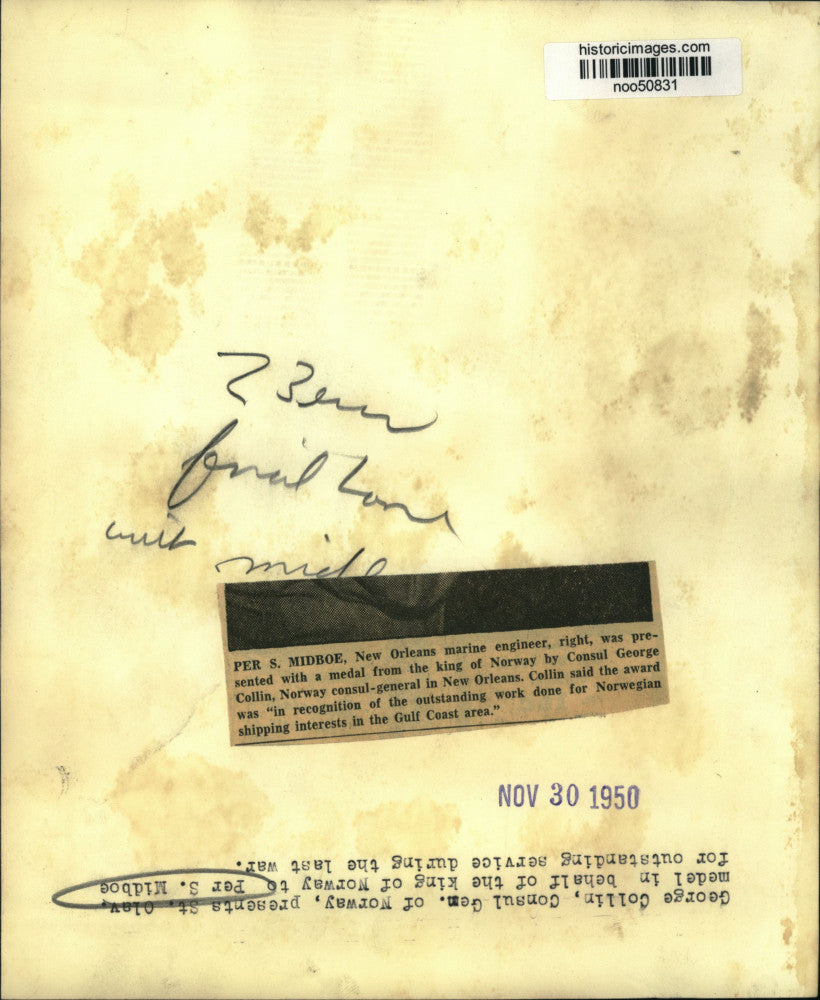 historicimages.com
noo50831
PER S. MIDBOE, New Orleans marine engineer, right, was pre-
sented with a medal from the king of Norway by Consul George
Collin, Norway consul-general in New Orleans. Collin said the award
was “in recognition of the outstanding work done for Norwegian
shipping interests in the Gulf Coast area.”
NOV 30 1950
George Collin, Consul Gen. of Norway, presents St. Olav,
medel in behalf of the king of Norway to Per S. Midboe
for outstanding service during the last war.